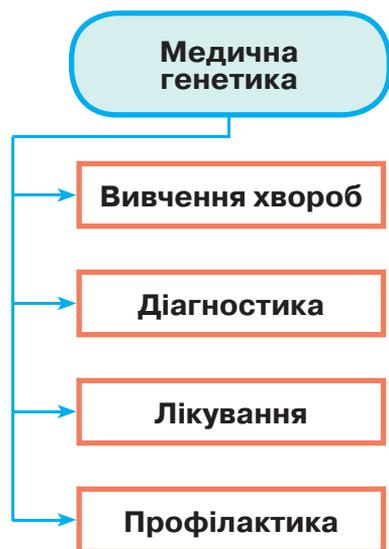 Медична
генетика
Вивчення хвороб
Діагностика
Лікування
Профілактика